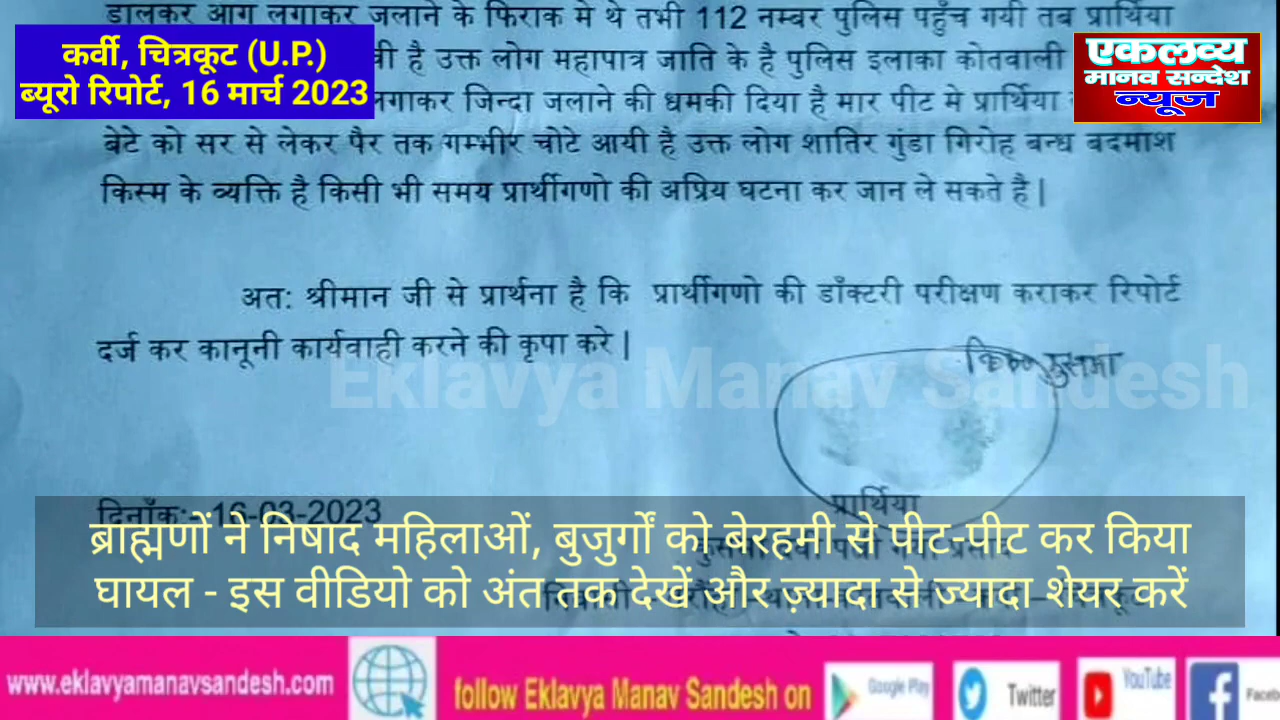 डालकर आग लगाकर जलाने के फिराक मे थे तभी 112 नम्बर पुलिस पहुँच गयी तब प्रार्थिया
कर्वी, चित्रकूट (U.P.)
ब्यूरो रिपोर्ट, 16 मार्च 2023
है उक्त लोग महापात्र जाति के है पुलिस इलाका कोतवाली
एकलव्य
मानव सन्देश
न्यूज
लगाकर जिन्दा जलाने की धमकी दिया है मार पीट मे प्रार्थिया
बेटे को सर से लेकर पैर तक गम्भीर चोटे आयी है उक्त लोग शातिर गुंडा गिरोह बन्ध बदमाश
किस्म के व्यक्ति है किसी भी समय प्रार्थीगणो की अप्रिय घटना कर जान ले सकते है |
अतः श्रीमान जी से प्रार्थना है कि प्रार्थीगणो की डॉक्टरी परीक्षण कराकर रिपोर्ट
दर्ज कर कानूनी कार्यवाही करने की कृपा करे |
कुसमा
Eklavya Manav Sandesh
प्रार्थिया
दिनाँक:- 16-03-2023
ब्राह्मणों ने निषाद महिलाओं, बुजुर्गों को बेरहमी से पीट-पीट कर किया
घायल - इस वीडियो को अंत तक देखें और ज़्यादा से ज्यादा शेयर करें
www.eklavyamanavsandesh.com
follow Eklavya Manav Sandesh on
Google Play
Twitter
YouTube